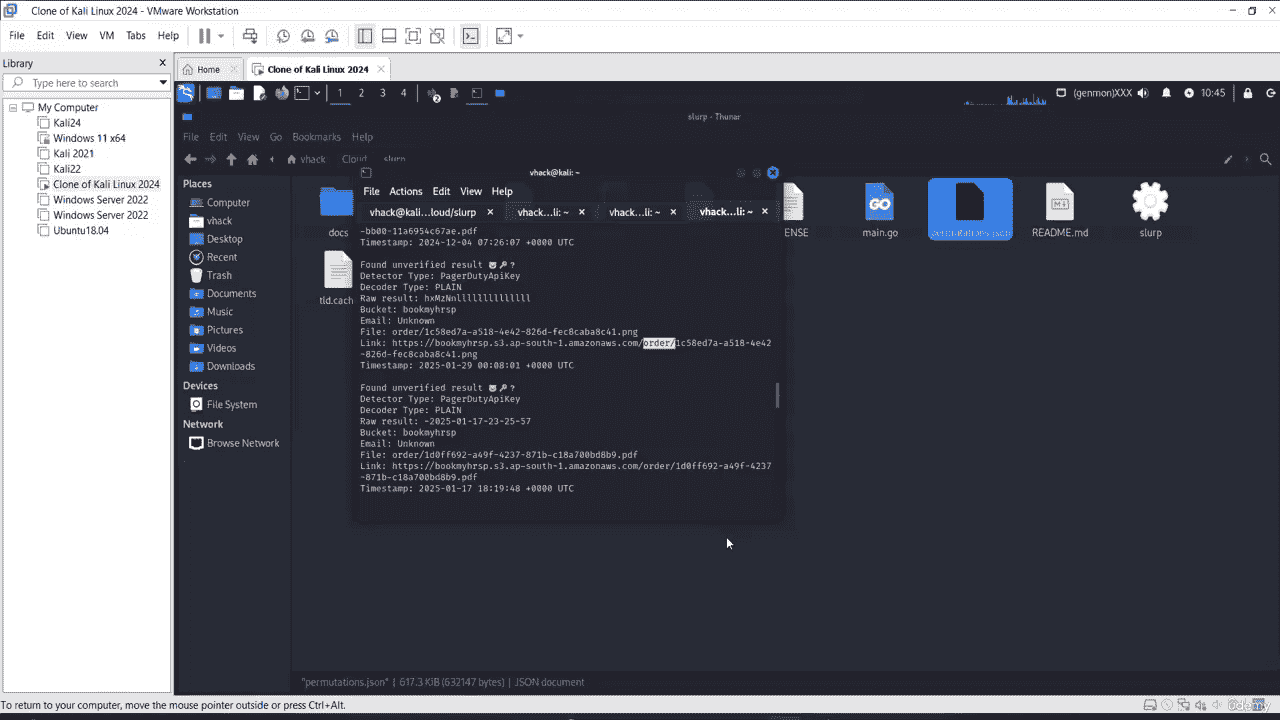 Clone of Kali Linux 2024 - VMware Workstation
File Edit View VM Tabs Help
Library
Type here to search
My Computer
Kali24
Windows 11 x64
Kali 2021
Kali22
Clone of Kali Linux 2024
Windows Server 2022
Windows Server 2022
Ubuntu18.04
Home
Clone of Kali Linux 2024
1 2 3 4
2
(genmon)XXX
10:45
slurp - Thunar
File Edit View Go Bookmarks Help
vhack Cloud slurp
Places
Computer
vhack
Desktop
Recent
Trash
Documents
Music
Pictures
Videos
Downloads
Devices
File System
Network
Browse Network
docs
ENSE
GO
main.go
permutations.json
README.md
slurp
tld.cach
vhack@kali: ~
File Actions Edit View Help
vhack@kali...loud/slurp
vhack...li: ~
vhack...li: ~
vhack...li: ~
-bb00-11a6954c67ae.pdf
Timestamp: 2024-12-04 07:26:07 +0000 UTC
Found unverified result 🐷🔑❓
Detector Type: PagerDutyApiKey
Decoder Type: PLAIN
Raw result: hxMzNnllllllllllllll
Bucket: bookmyhrsp
Email: Unknown
File: order/1c58ed7a-a518-4e42-826d-fec8caba8c41.png
Link: https://bookmyhrsp.s3.ap-south-1.amazonaws.com/order/1c58ed7a-a518-4e42
-826d-fec8caba8c41.png
Timestamp: 2025-01-29 00:08:01 +0000 UTC
Found unverified result 🐷🔑❓
Detector Type: PagerDutyApiKey
Decoder Type: PLAIN
Raw result: -2025-01-17-23-25-57
Bucket: bookmyhrsp
Email: Unknown
File: order/1d0ff692-a49f-4237-871b-c18a700bd8b9.pdf
Link: https://bookmyhrsp.s3.ap-south-1.amazonaws.com/order/1d0ff692-a49f-4237
-871b-c18a700bd8b9.pdf
Timestamp: 2025-01-17 18:19:48 +0000 UTC
"permutations.json" | 617.3 KiB (632147 bytes) | JSON document
To return to your computer, move the mouse pointer outside or press Ctrl+Alt.